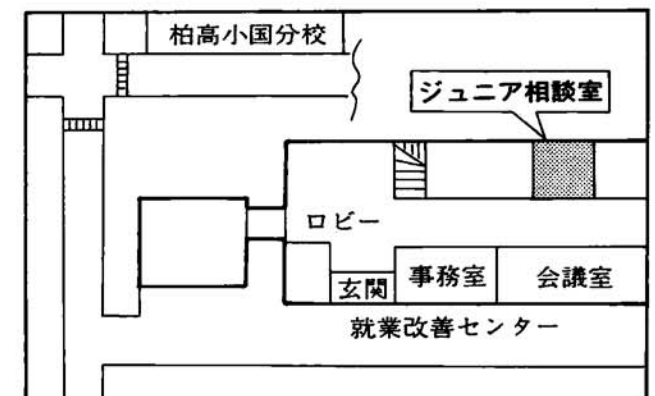 柏高小国分校
ジュニア相談室
ロビー
玄関
事務室
会議室
就業改善センター